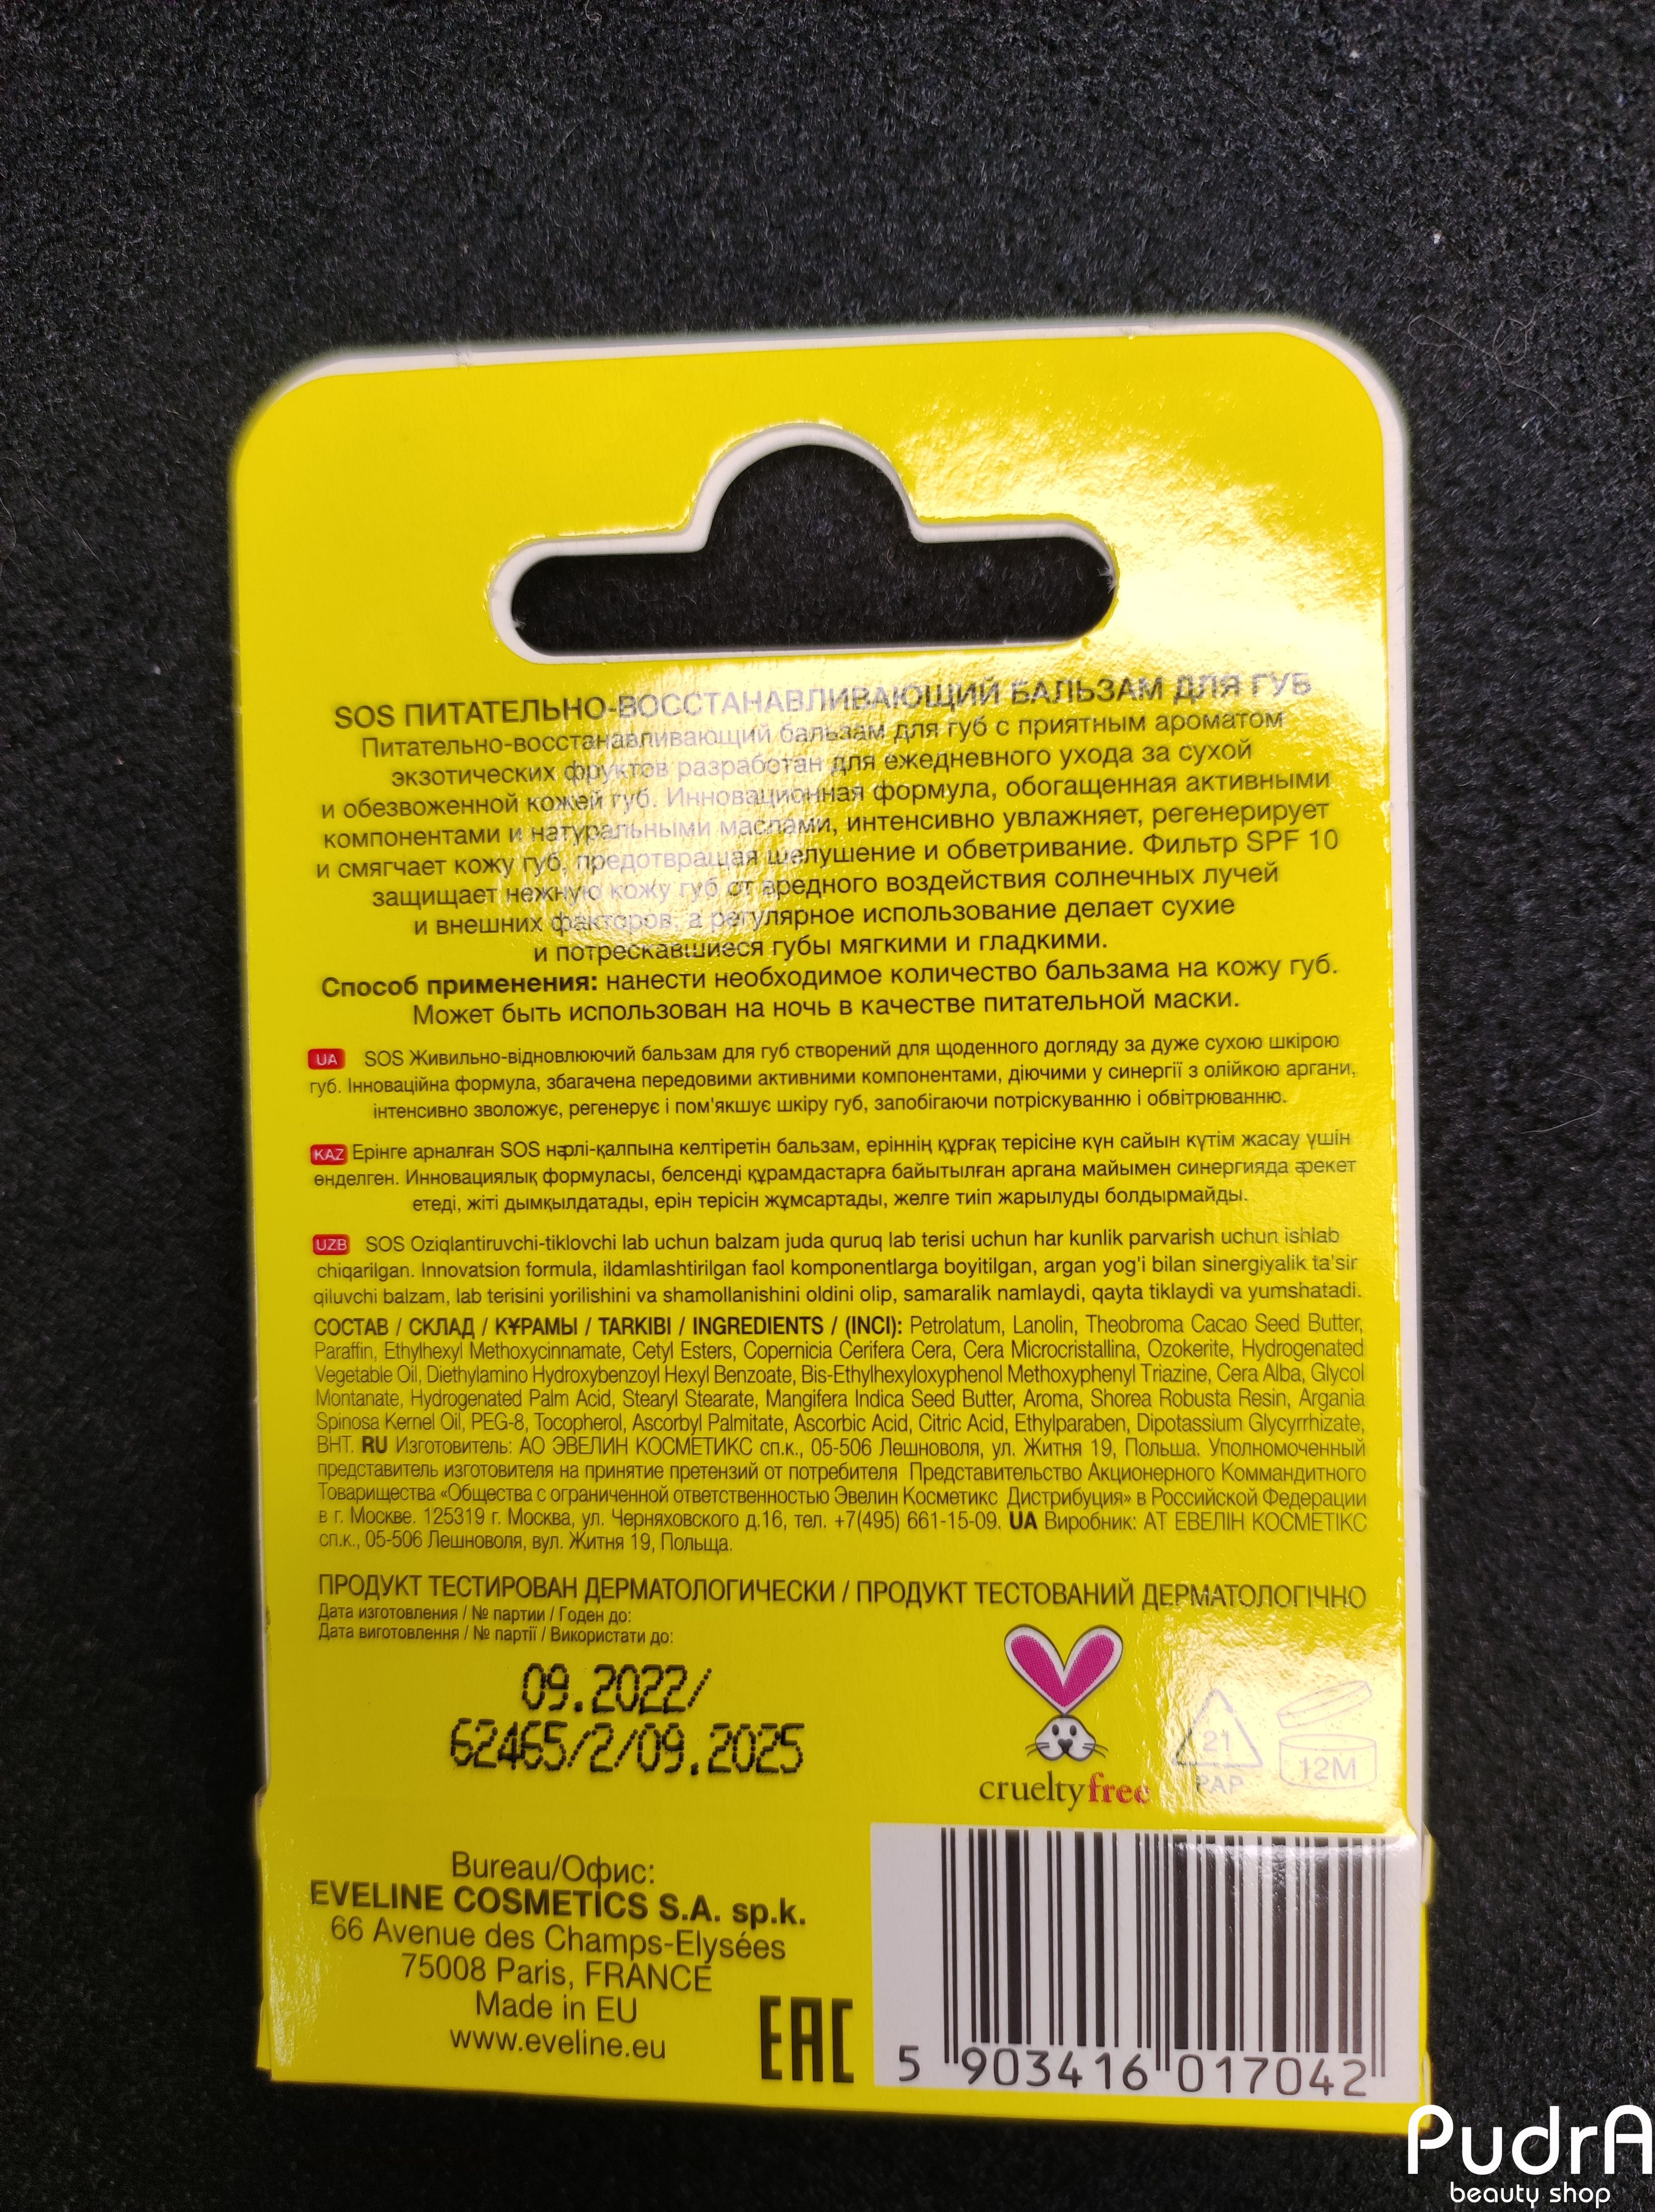 SOS ПИТАТЕЛЬНО-ВОССТАНАВЛИВАЮЩИЙ БАЛЬЗАМ ДЛЯ ГУБ
Питательно-восстанавливающий бальзам для губ с приятным ароматом
экзотических фруктов разработан для ежедневного ухода за сухой
и обезвоженной кожей губ. Инновационная формула, обогащенная активными
компонентами и натуральными маслами, интенсивно увлажняет, регенерирует
и смягчает кожу губ, предотвращая шелушение и обветривание. Фильтр SPF 10
защищает нежную кожу губ от вредного воздействия солнечных лучей
и внешних факторов, а регулярное использование делает сухие
и потрескавшиеся губы мягкими и гладкими.
Способ применения: нанести необходимое количество бальзама на кожу губ.
Может быть использован на ночь в качестве питательной маски.
UA SOS Живильно-відновлюючий бальзам для губ створений для щоденного догляду за дуже сухою шкірою
губ. Інноваційна формула, збагачена передовими активними компонентами, діючими у синергії з олійкою аргани,
інтенсивно зволожує, регенерує і пом'якшує шкіру губ, запобігаючи потріскуванню і обвітрюванню.
KAZ Ерінге арналған SOS нәрлі-қалпына келтіретін бальзам, еріннің құрғақ терісіне күн сайын күтім жасау үшін
өнделген. Инновациялық формуласы, белсенді құрамдастарға байытылған аргана майымен синергияда әрекет
етеді, жіті дымқылдатады, ерін терісін жұмсартады, желге тиіп жарылуды болдырмайды.
UZB SOS Oziqlantiruvchi-tiklovchi lab uchun balzam juda quruq lab terisi uchun har kunlik parvarish uchun ishlab
chiqarilgan. Innovatsion formula, ildamlashtirilgan faol komponentlarga boyitilgan, argan yog'i bilan sinergiyalik ta'sir
qiluvchi balzam, lab terisini yorilishini va shamollanishini oldini olip, samaralik namlaydi, qayta tiklaydi va yumshatadi.
СОСТАВ / СКЛАД / ҚҰРАМЫ / TARKIBI / INGREDIENTS / (INCI): Petrolatum, Lanolin, Theobroma Cacao Seed Butter,
Paraffin, Ethylhexyl Methoxycinnamate, Cetyl Esters, Copernicia Cerifera Cera, Cera Microcristallina, Ozokerite, Hydrogenated
Vegetable Oil, Diethylamino Hydroxybenzoyl Hexyl Benzoate, Bis-Ethylhexyloxyphenol Methoxyphenyl Triazine, Cera Alba, Glycol
Montanate, Hydrogenated Palm Acid, Stearyl Stearate, Mangifera Indica Seed Butter, Aroma, Shorea Robusta Resin, Argania
Spinosa Kernel Oil, PEG-8, Tocopherol, Ascorbyl Palmitate, Ascorbic Acid, Citric Acid, Ethylparaben, Dipotassium Glycyrrhizate,
BHT. RU Изготовитель: АО ЭВЕЛИН КОСМЕТИКС сп.к., 05-506 Лешноволя, ул. Житня 19, Польша. Уполномоченный
представитель изготовителя на принятие претензий от потребителя Представительство Акционерного Коммандитного
Товарищества «Общества с ограниченной ответственностью Эвелин Косметикс Дистрибуция» в Российской Федерации
в г. Москве. 125319 г. Москва, ул. Черняховского д.16, тел. +7(495) 661-15-09. UA Виробник: АТ ЕВЕЛІН КОСМЕТІКС
сп.к., 05-506 Лешноволя, вул. Житня 19, Польща.
ПРОДУКТ ТЕСТИРОВАН ДЕРМАТОЛОГИЧЕСКИ / ПРОДУКТ ТЕСТОВАНИЙ ДЕРМАТОЛОГІЧНО
Дата изготовления / № партии / Годен до:
Дата виготовлення / № партії / Використати до:
09.2022/
62465/2/09.2025
crueltyfree
21
PAP
12M
Bureau/Офис:
EVELINE COSMETICS S.A. sp.k.
66 Avenue des Champs-Elysées
75008 Paris, FRANCE
Made in EU
www.eveline.eu
EAC
5 903416 017042
PudrA
beauty shop